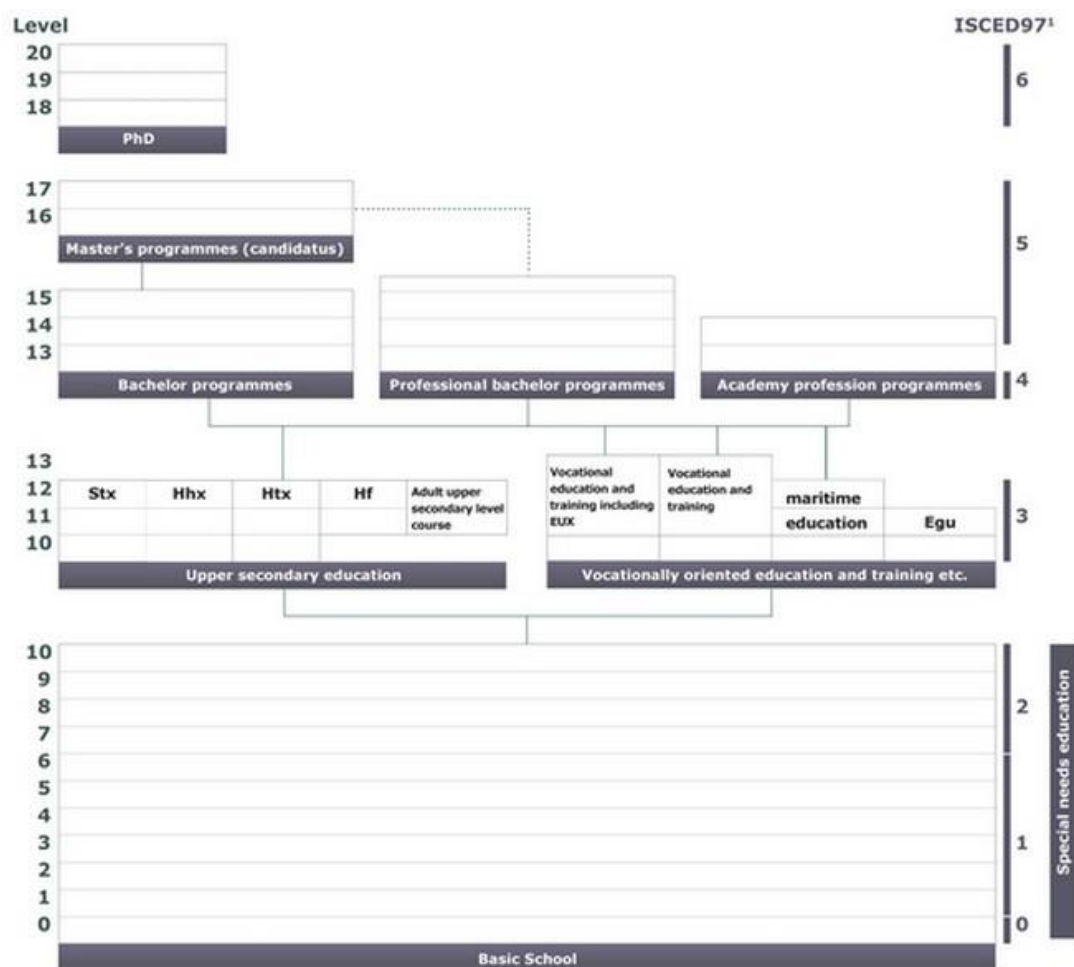 Level
ISCED97¹
20
19
18
6
PhD
17
16
5
Master's programmes (candidatus)
15
14
13
Bachelor programmes
Professional bachelor programmes
Academy profession programmes
4
13
12
11
10
Stx
Hhx
Htx
Hf
Adult upper
secondary level
course
Vocational
education and
training including
EUX
Vocational
education and
training
maritime
education
Egu
3
Upper secondary education
Vocationally oriented education and training etc.
10
9
8
7
6
5
4
3
2
1
0
2
1
0
Special needs education
Basic School